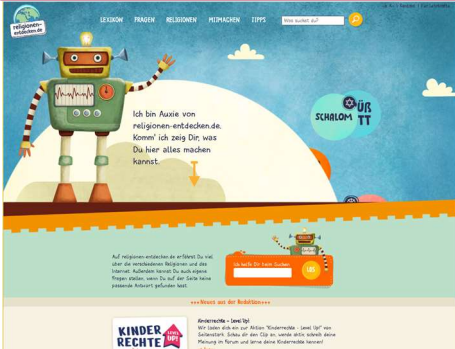 religionen-
entdecken.de
LEXIKON FRAGEN RELIGIONEN MITMACHEN TIPPS
Ich bin Auxie von
religionen-entdecken.de.
Komm' ich zeig Dir, was
Du hier alles machen
kannst.
SCHALOM
Üß
TT
Auf religionen-entdecken.de erfährst Du viel
über die verschiedenen Religionen und das
Internet. Außerdem kannst Du auch eigene
Fragen stellen, wenn Du auf der Seite keine
passende Antwort gefunden hast.
Ich helfe Dir beim Suchen
LOS
+++Neues aus der Redaktion+++
KINDER
RECHTE
LEVEL
UP!
Kinderrechte – Level Up!
Wir laden dich ein zur Aktion "Kinderrechte - Level Up!" von
Seitenstark. Schau dir den Clip an, werde aktiv, schreib deine
Meinung im Forum und lerne deine Kinderrechte kennen!